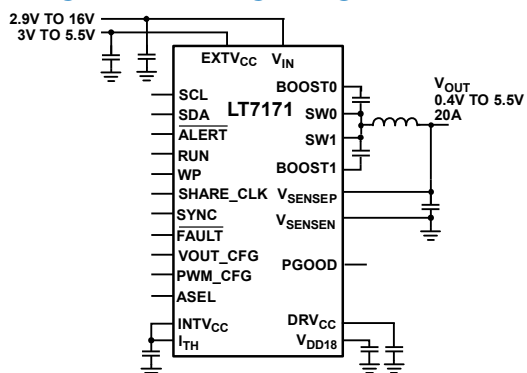 2.9V TO 16V
3V TO 5.5V
EXTVCC
VIN
LT7171
SCL
SDA
ALERT
RUN
WP
SHARE_CLK
SYNC
FAULT
VOUT_CFG
PWM_CFG
ASEL
INTVCC
ITH
BOOST0
SW0
SW1
BOOST1
VSENSEP
VSENSEN
PGOOD
DRVCC
VDD18
VOUT
0.4V TO 5.5V
20A